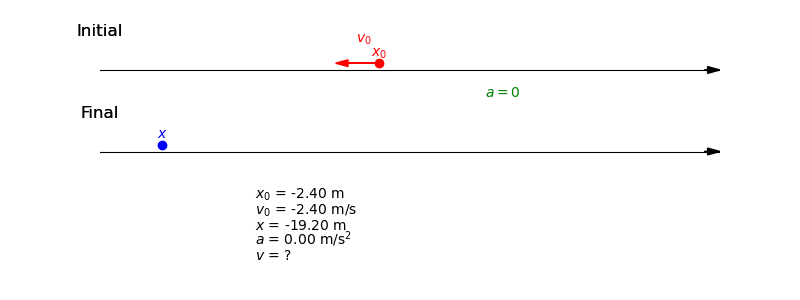 Initial
v₀
x₀
a = 0
Final
x
x₀ = -2.40 m
v₀ = -2.40 m/s
x = -19.20 m
a = 0.00 m/s²
v = ?